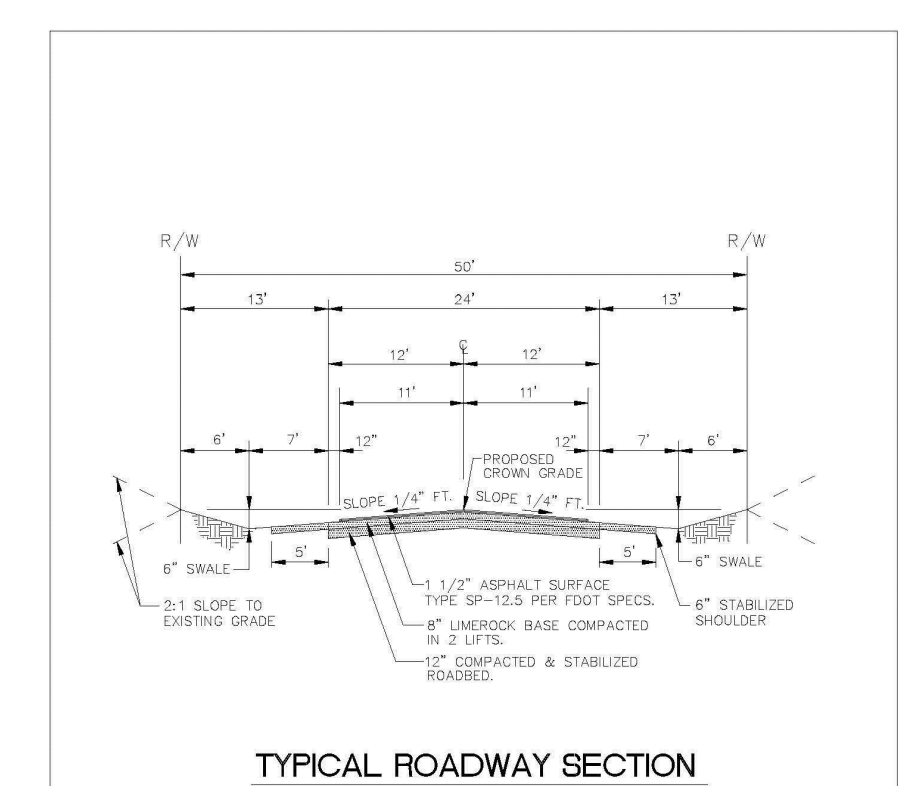 R/W
R/W
50'
13'
24'
13'
12'
℄
12'
11'
11'
6'
7'
12"
12"
7'
6'
PROPOSED
CROWN GRADE
SLOPE 1/4" FT.
SLOPE 1/4" FT.
5'
5'
6" SWALE
6" SWALE
2:1 SLOPE TO
EXISTING GRADE
1 1/2" ASPHALT SURFACE
TYPE SP-12.5 PER FDOT SPECS.
6" STABILIZED
SHOULDER
8" LIMEROCK BASE COMPACTED
IN 2 LIFTS.
12" COMPACTED & STABILIZED
ROADBED.
TYPICAL ROADWAY SECTION